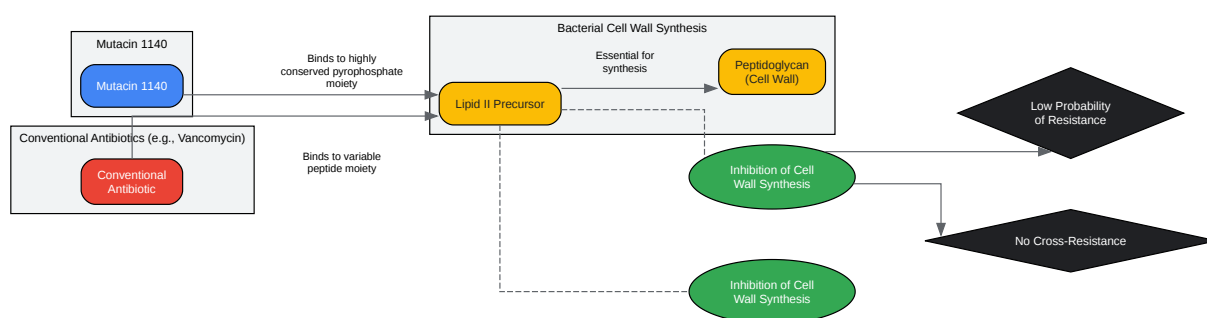 Mutacin 1140
Mutacin 1140
Conventional Antibiotics (e.g., Vancomycin)
Conventional
Antibiotic
Binds to highly
conserved pyrophosphate
moiety
Binds to variable
peptide moiety
Bacterial Cell Wall Synthesis
Lipid II Precursor
Essential for
synthesis
Peptidoglycan
(Cell Wall)
Inhibition of Cell
Wall Synthesis
Inhibition of Cell
Wall Synthesis
Low Probability
of Resistance
No Cross-Resistance